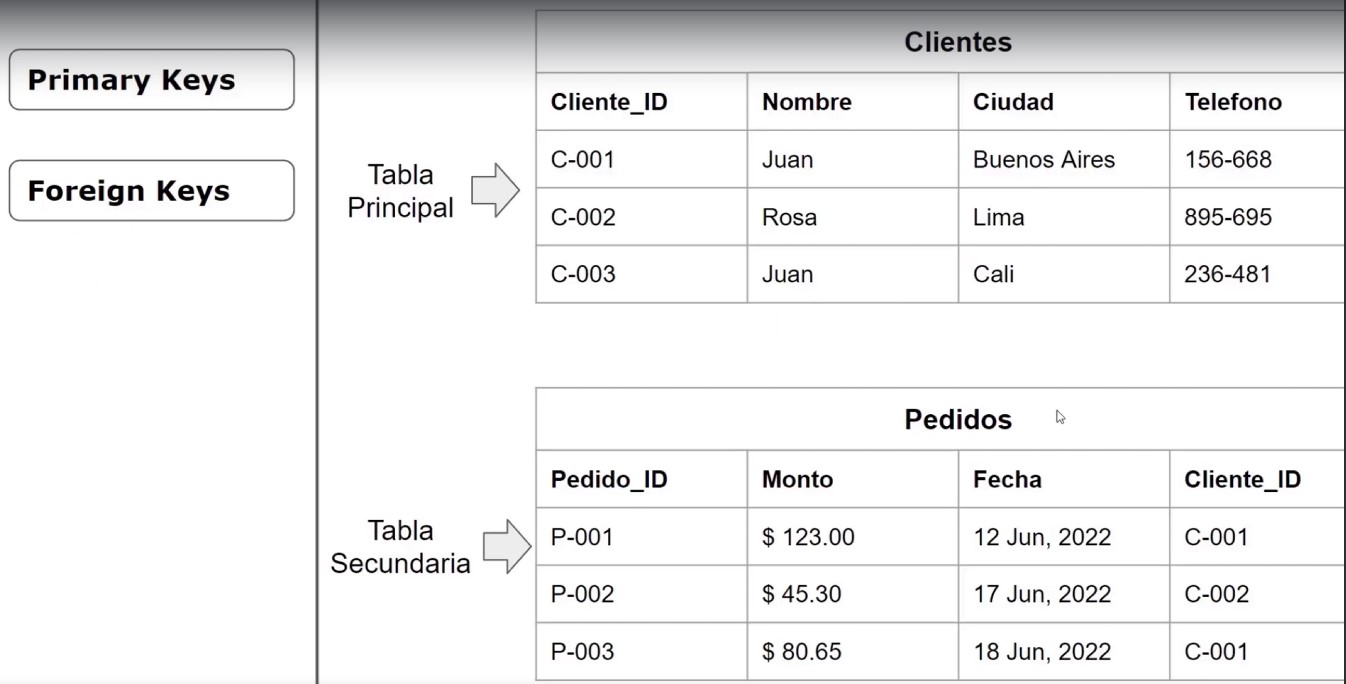 Primary Keys
Foreign Keys
Tabla
Principal
Clientes
Cliente_ID Nombre Ciudad Telefono
C-001 Juan Buenos Aires 156-668
C-002 Rosa Lima 895-695
C-003 Juan Cali 236-481
Tabla
Secundaria
Pedidos
Pedido_ID Monto Fecha Cliente_ID
P-001 $ 123.00 12 Jun, 2022 C-001
P-002 $ 45.30 17 Jun, 2022 C-002
P-003 $ 80.65 18 Jun, 2022 C-001